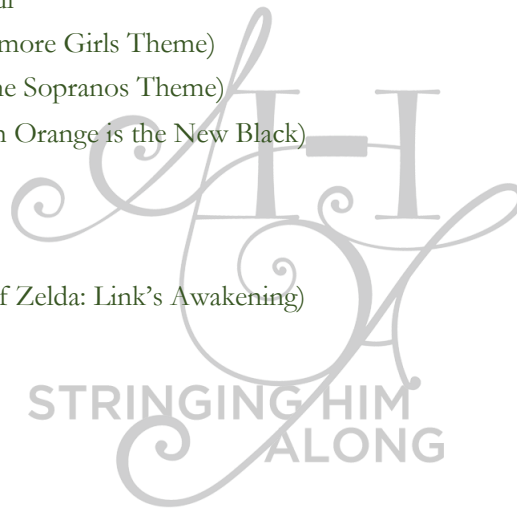 more Girls Theme)
ne Sopranos Theme)
n Orange is the New Black)
f Zelda: Link's Awakening)
STRINGING HIM
ALONG